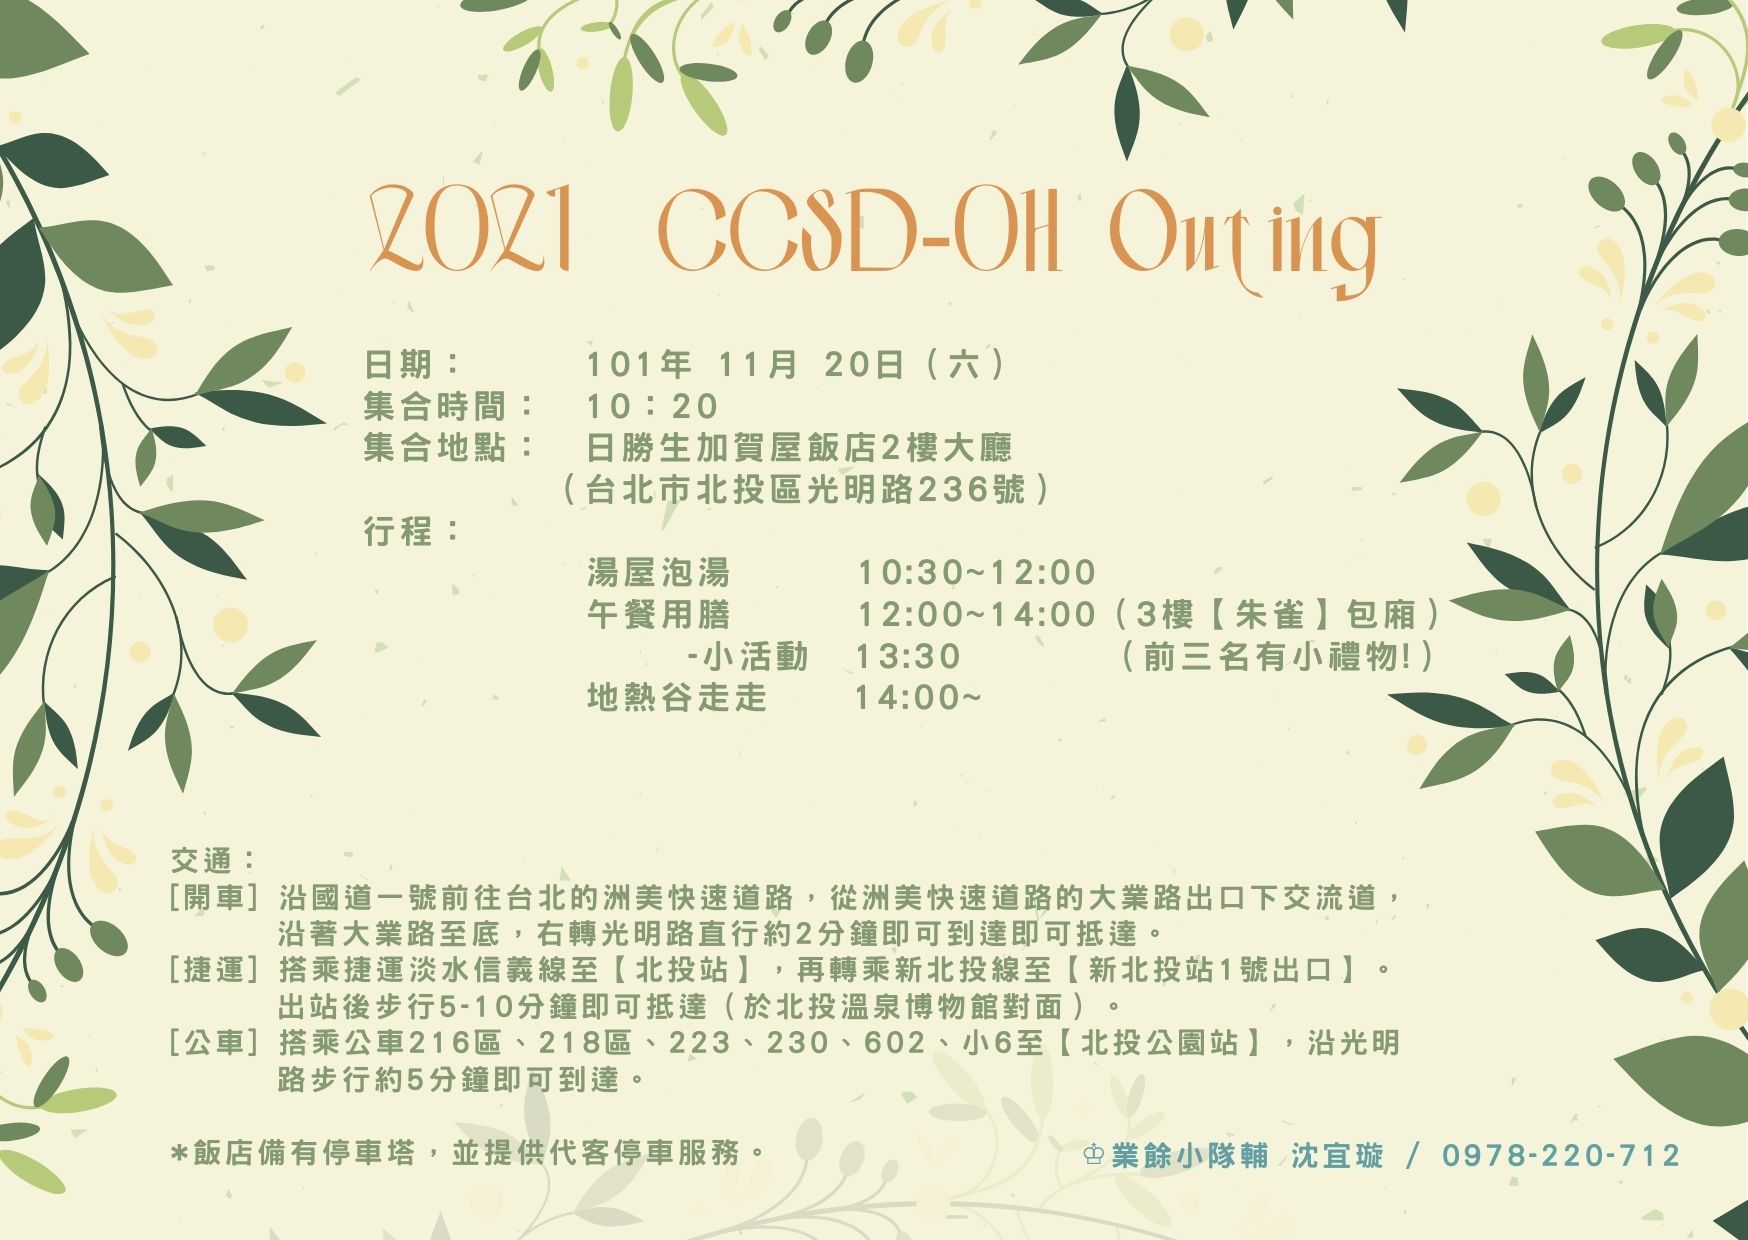 2021 CCSD-OH Outing
日期： 101年 11月 20日（六）
集合時間： 10：20
集合地點： 日勝生加賀屋飯店2樓大廳
（台北市北投區光明路236號）
行程：
湯屋泡湯 10:30~12:00
午餐用膳 12:00~14:00（3樓【朱雀】包廂）
-小活動 13:30 （前三名有小禮物!）
地熱谷走走 14:00~
交通：
[開車] 沿國道一號前往台北的洲美快速道路，從洲美快速道路的大業路出口下交流道，
沿著大業路至底，右轉光明路直行約2分鐘即可到達即可抵達。
[捷運] 搭乘捷運淡水信義線至【北投站】，再轉乘新北投線至【新北投站1號出口】。
出站後步行5-10分鐘即可抵達（於北投溫泉博物館對面）。
[公車] 搭乘公車216區、218區、223、230、602、小6至【北投公園站】，沿光明
路步行約5分鐘即可到達。
*飯店備有停車塔，並提供代客停車服務。
♔業餘小隊輔 沈宜璇 / 0978-220-712